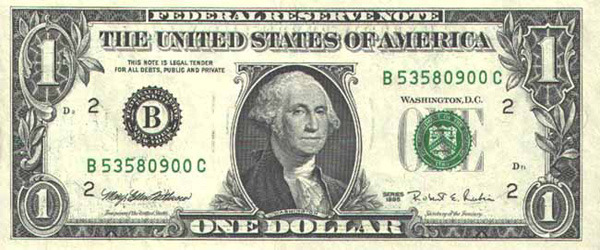 FEDERAL RESERVE NOTE
THE UNITED STATES OF AMERICA
1
1
THIS NOTE IS LEGAL TENDER
FOR ALL DEBTS, PUBLIC AND PRIVATE
B 53580900 C
WASHINGTON, D.C.
2
2
B
ONE
B 53580900 C
2
2
SERIES
1995
Mary Ellen Withrow
Robert E. Rubin
Treasurer of the United States.
Secretary of the Treasury.
WASHINGTON
1
1
ONE DOLLAR